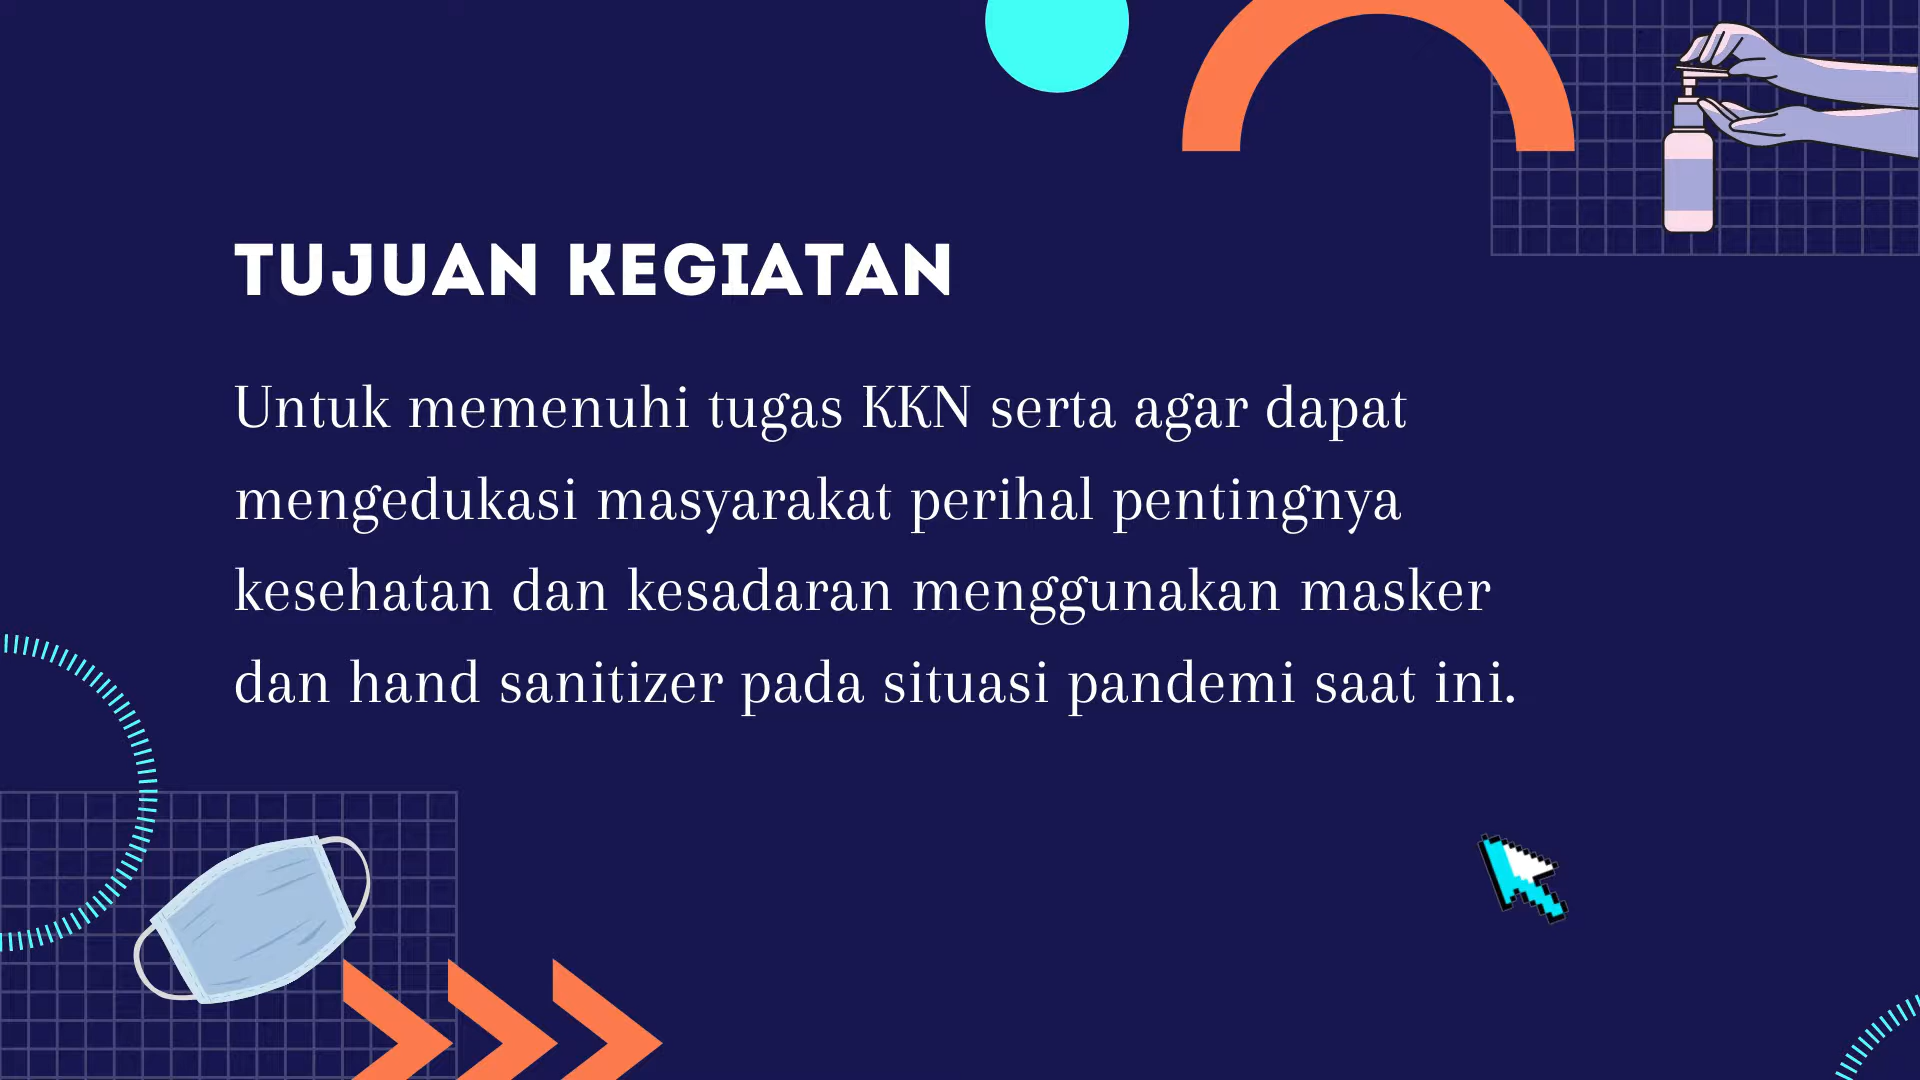 TUJUAN KEGIATAN
Untuk memenuhi tugas KKN serta agar dapat
mengedukasi masyarakat perihal pentingnya
kesehatan dan kesadaran menggunakan masker
dan hand sanitizer pada situasi pandemi saat ini.